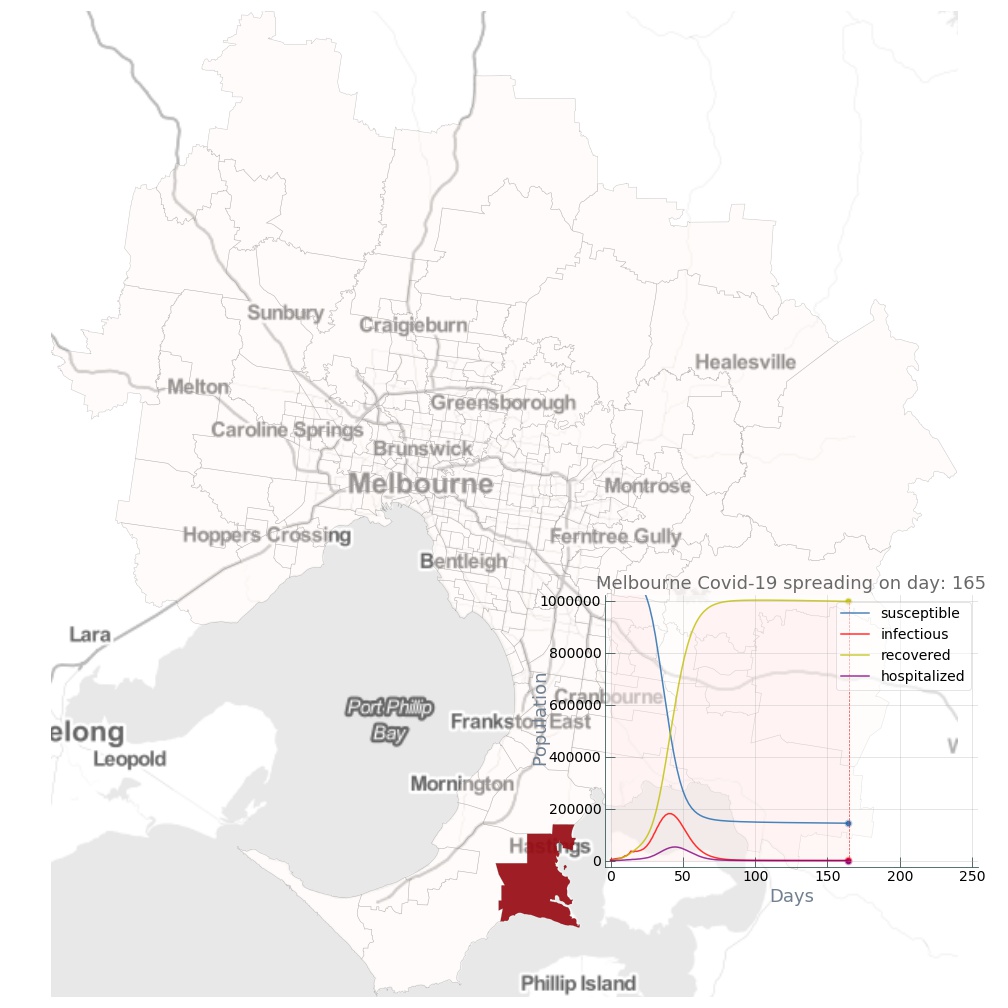 Sunbury
Craigieburn
Healesville
Melton
Greensborough
Caroline Springs
Brunswick
Melbourne
Montrose
Hoppers Crossing
Ferntree Gully
Bentleigh
Melbourne Covid-19 spreading on day: 165
1000000
susceptible
Lara
infectious
800000
recovered
hospitalized
Cranbourne
600000
Port Phillip
Bay
Frankston East
Population
elong
W
400000
Leopold
Mornington
200000
Hastings
0
0 50 100 150 200 250
Days
Phillip Island